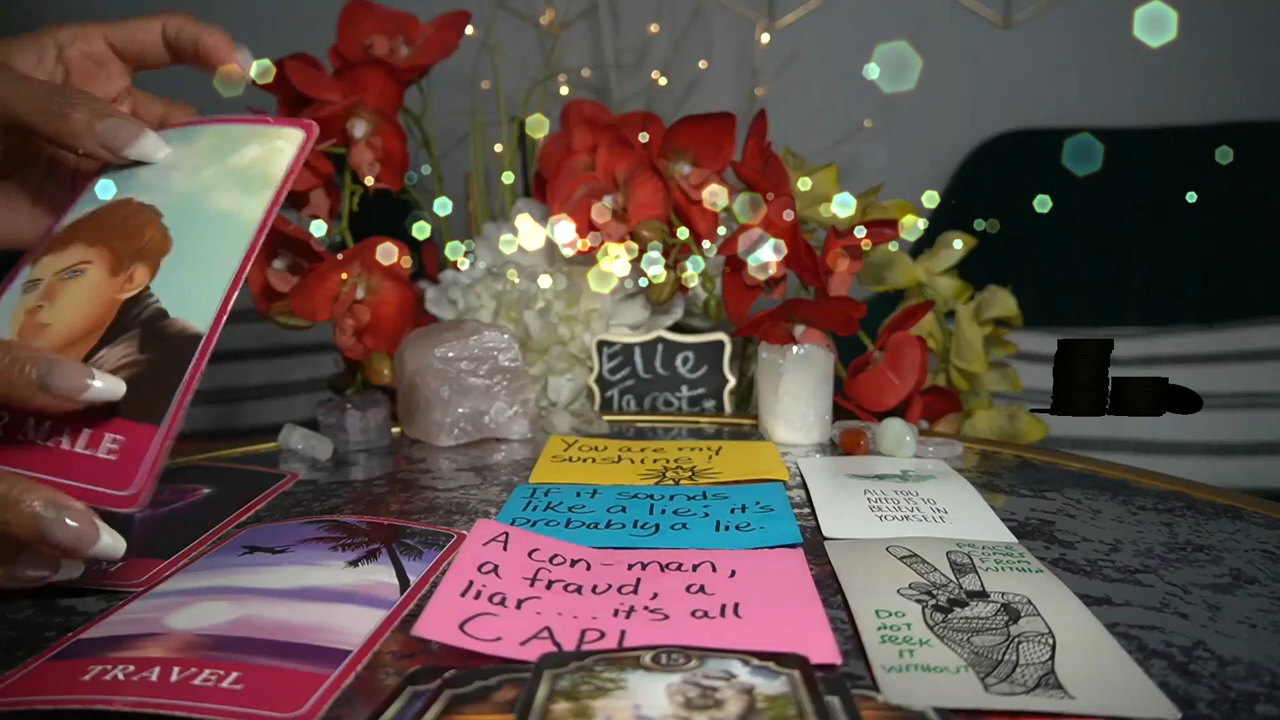 Elle
Tarot
You are my
sunshine!
If it sounds
like a lie; it's
probably a lie.
A con-man,
a fraud, a
liar.... it's all
CAP!
ALL YOU
NEED IS TO
BELIEVE IN
YOURSELF.
PEACE
COMES
FROM
WITHIN
DO
NOT
SEEK
IT
WITHOUT
MALE
TRAVEL
15